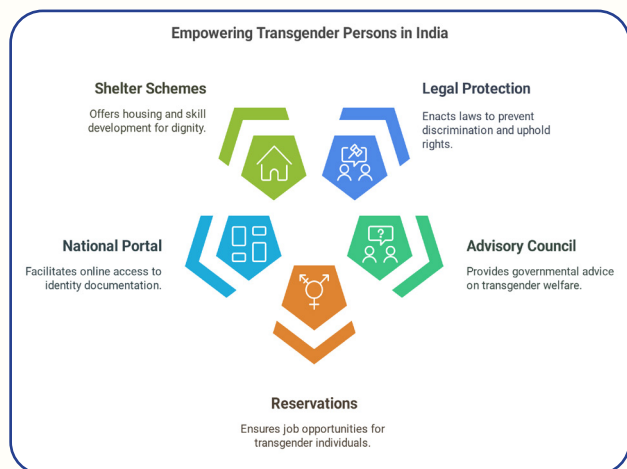 Empowering Transgender Persons in India
Shelter Schemes
Offers housing and skill
development for dignity.
Legal Protection
Enacts laws to prevent
discrimination and uphold
rights.
National Portal
Facilitates online access to
identity documentation.
Advisory Council
Provides governmental advice
on transgender welfare.
Reservations
Ensures job opportunities for
transgender individuals.